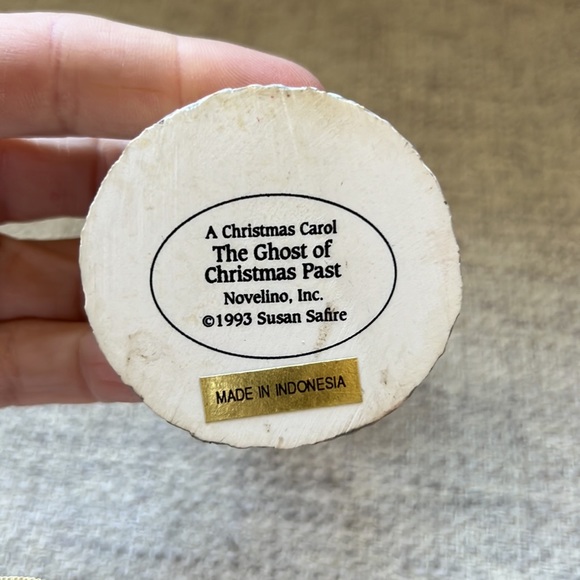 A Christmas Carol
The Ghost of
Christmas Past
Novelino, Inc.
©1993 Susan Safire
MADE IN INDONESIA